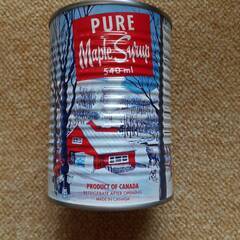 PURE
Maple Syrup
540 ml
PRODUCT OF CANADA
REFRIGERATE AFTER OPENING
MADE IN CANADA